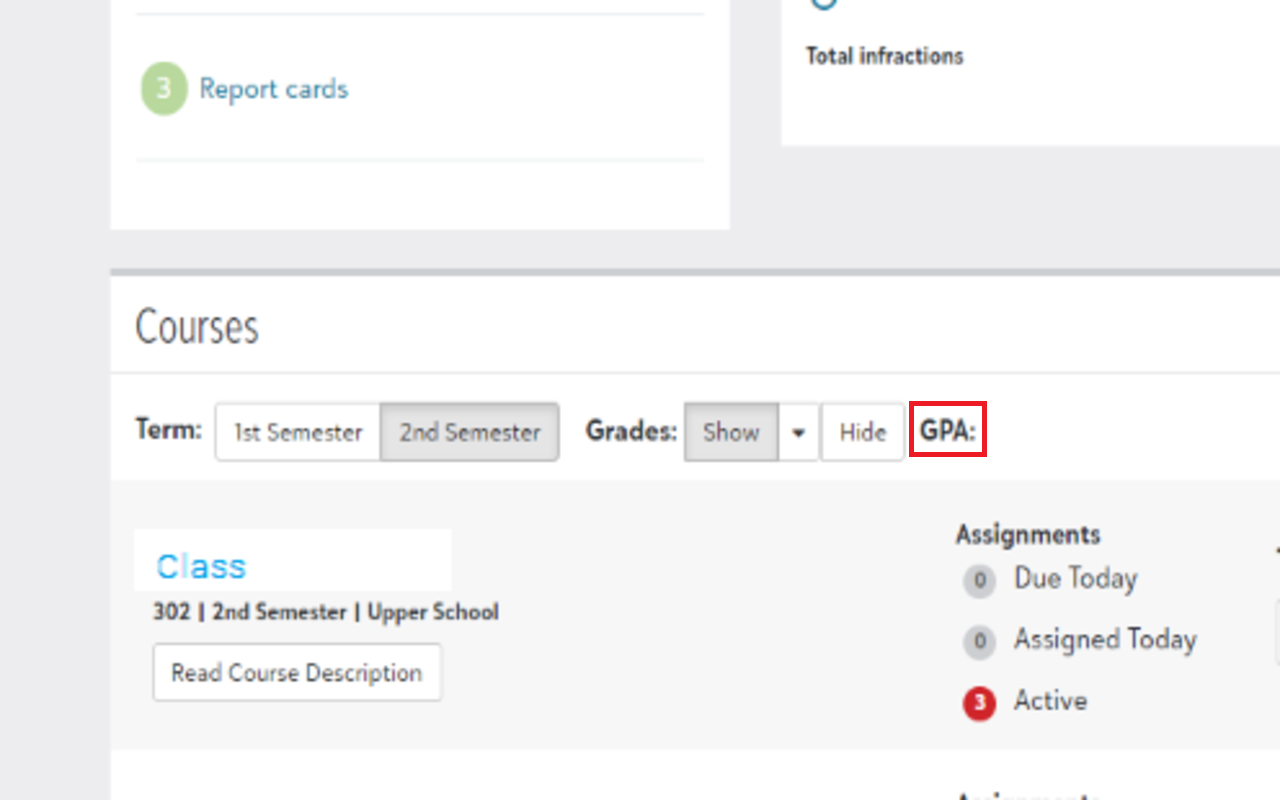 Total infractions
3 Report cards
Courses
Term: 1st Semester 2nd Semester Grades: Show Hide GPA:
Class
302 | 2nd Semester | Upper School
Read Course Description
Assignments
0 Due Today
0 Assigned Today
3 Active